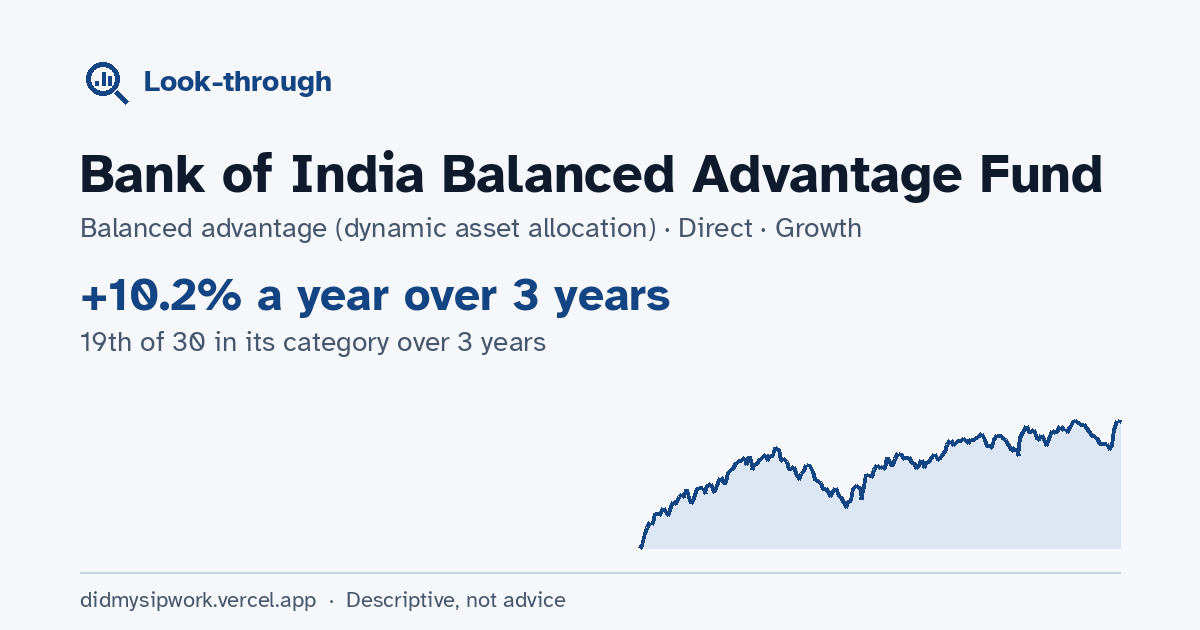 Look-through
Bank of India Balanced Advantage Fund
Balanced advantage (dynamic asset allocation) · Direct · Growth
+10.2% a year over 3 years
19th of 30 in its category over 3 years
didmysipwork.vercel.app · Descriptive, not advice